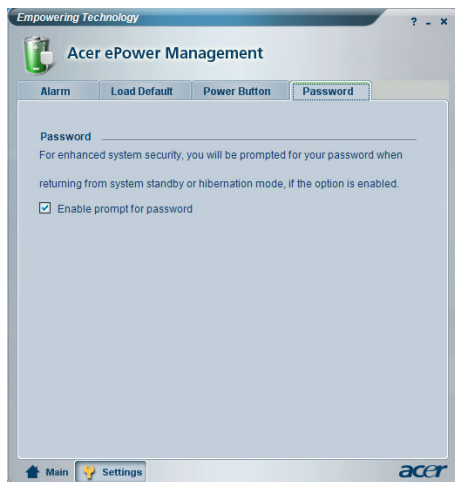 Empowering Technology
? - ×
Acer ePower Management
Alarm Load Default Power Button Password
Password
For enhanced system security, you will be prompted for your password when
returning from system standby or hibernation mode, if the option is enabled.
Enable prompt for password
Main Settings acer